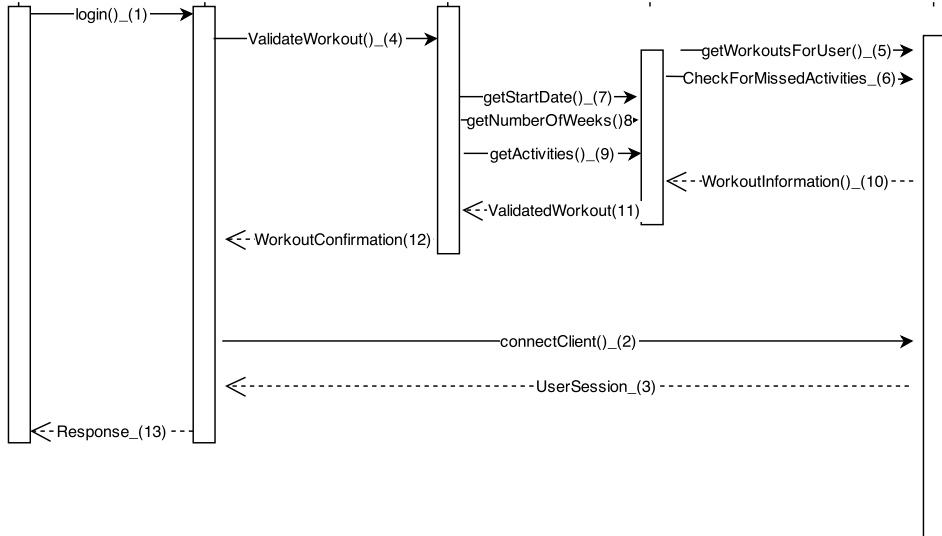 login()_(1)
ValidateWorkout()_(4)
getWorkoutsForUser()_(5)
CheckForMissedActivities_(6)
getStartDate()_(7)
getNumberOfWeeks()8
getActivities()_(9)
WorkoutInformation()_(10)
ValidatedWorkout(11)
WorkoutConfirmation(12)
connectClient()_(2)
UserSession_(3)
Response_(13)